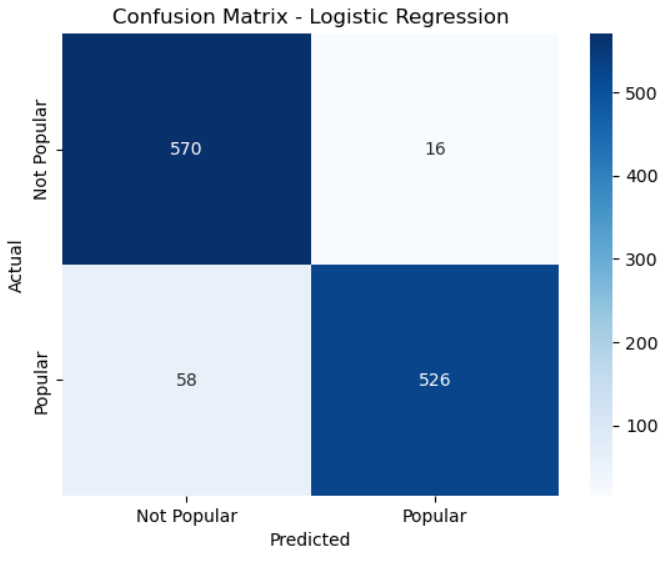 Confusion Matrix - Logistic Regression
Not Popular
570
16
Actual
Popular
58
526
Not Popular
Popular
Predicted
500
400
300
200
100